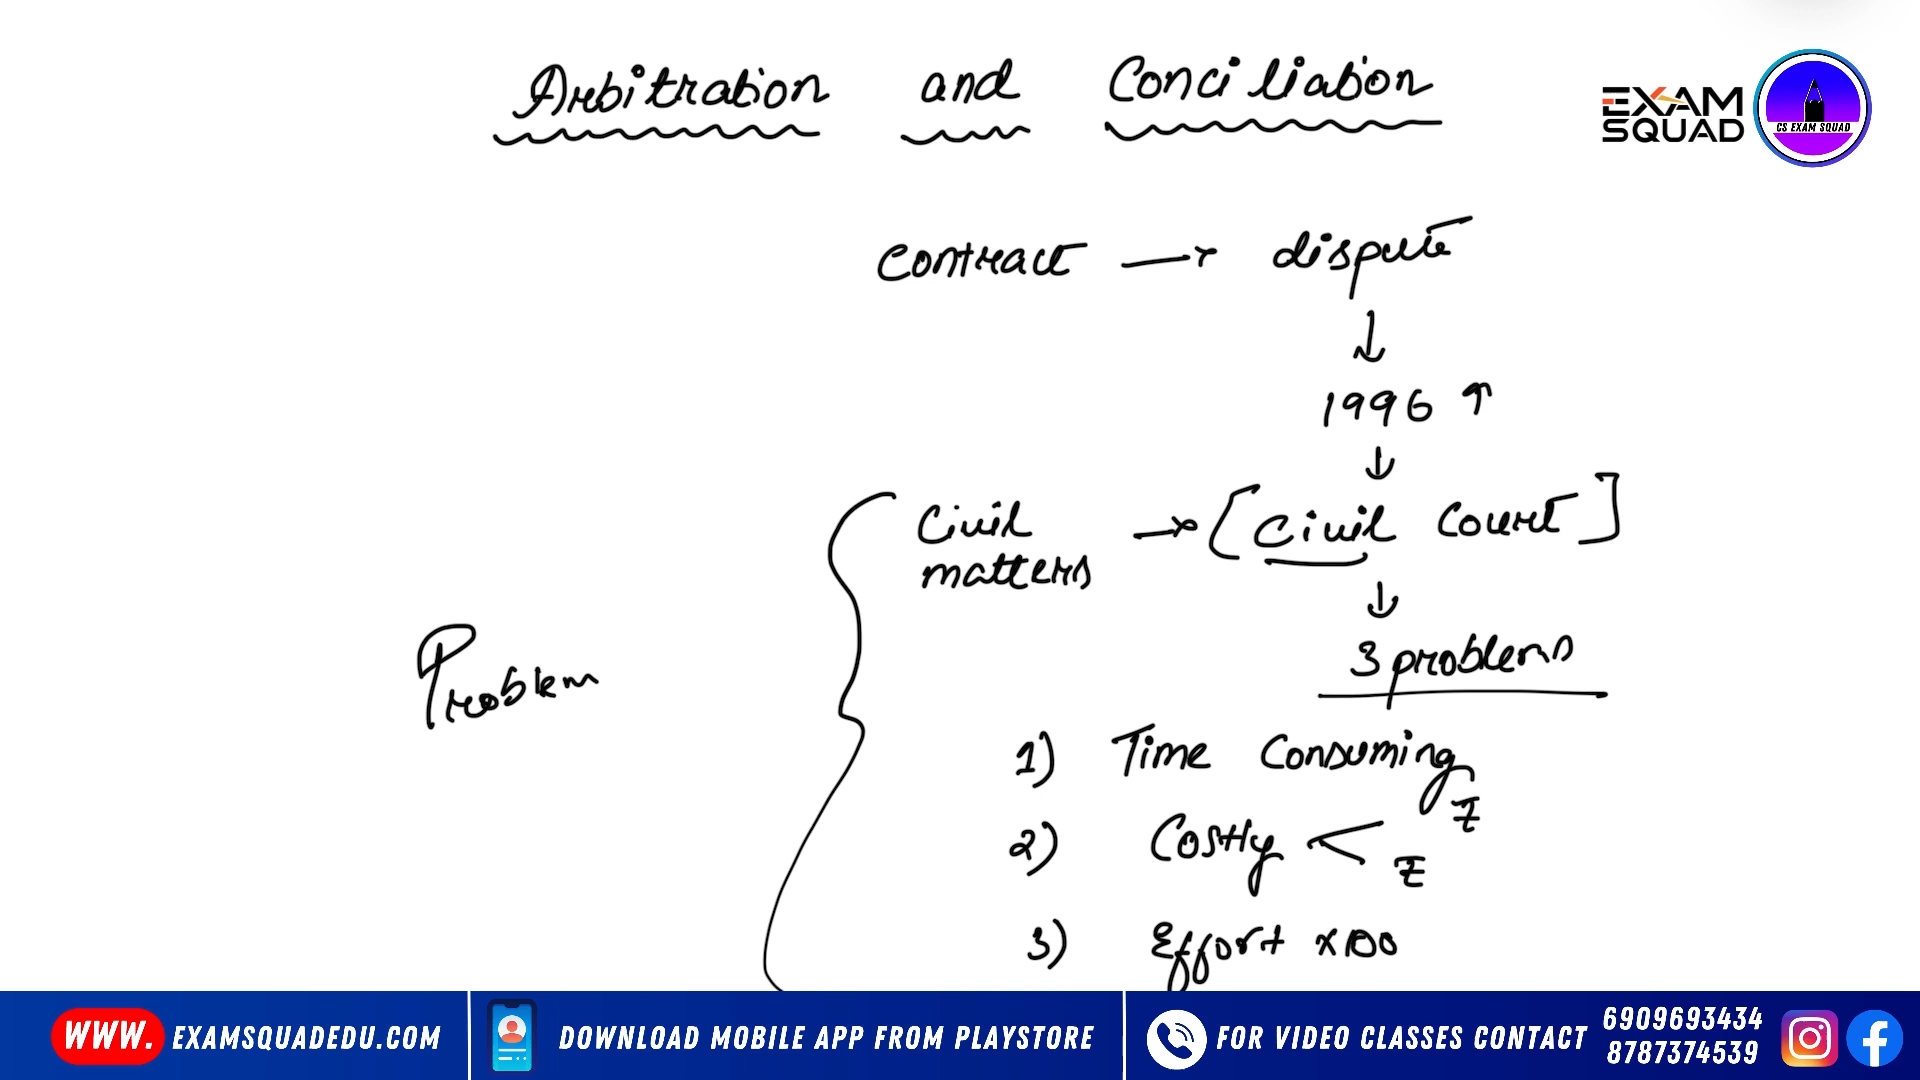 Arbitration and Conciliation
EXAM
SQUAD
CS EXAM SQUAD
Contract → dispute
↓
1996 ↑
↓
Civil matters → [Civil Court]
↓
3 problems
Problem
1) Time Consuming
2) Costly <
3) Effort x100
WWW. EXAMSQUADEDU.COM
DOWNLOAD MOBILE APP FROM PLAYSTORE
FOR VIDEO CLASSES CONTACT
6909693434
8787374539